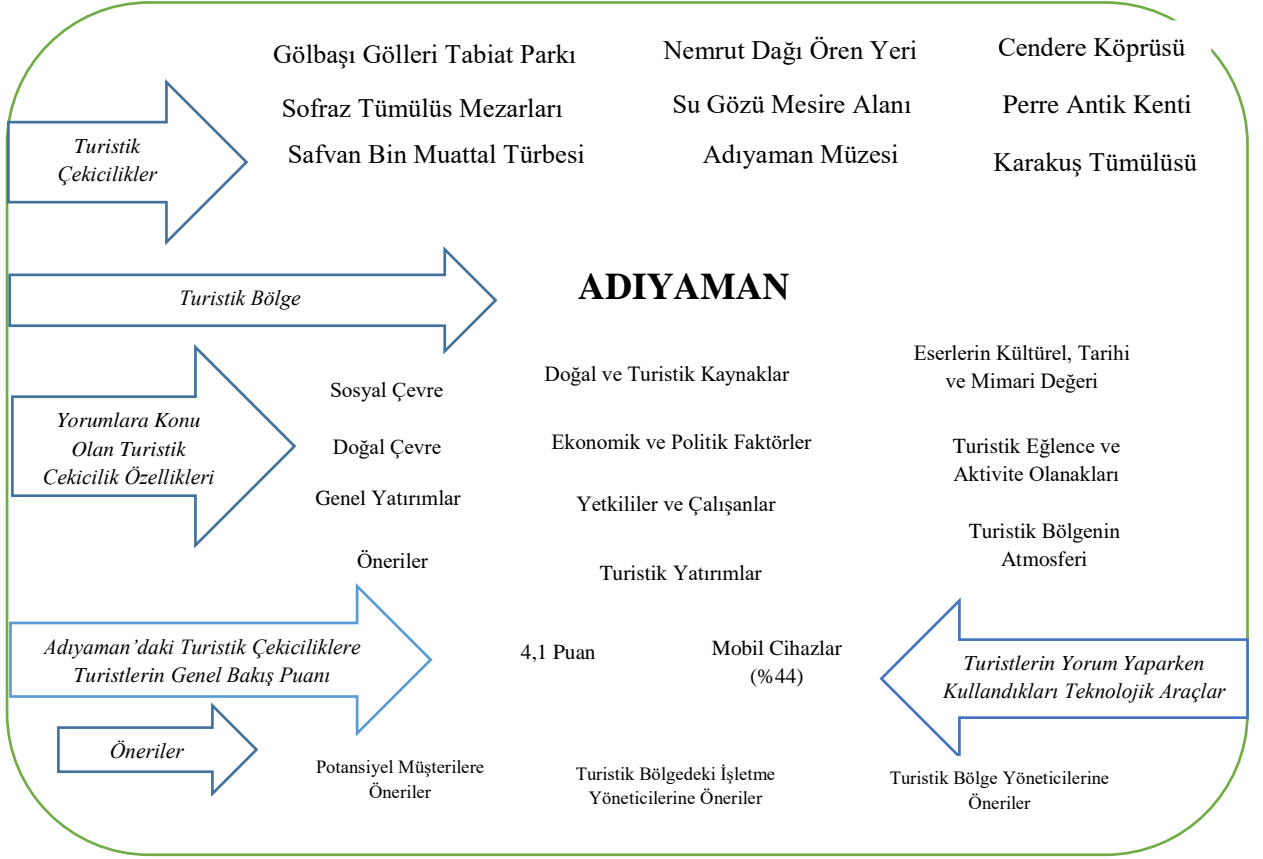 Gölbaşı Gölleri Tabiat Parkı
Nemrut Dağı Ören Yeri
Cendere Köprüsü
Sofraz Tümülüs Mezarları
Su Gözü Mesire Alanı
Perre Antik Kenti
Turistik
Çekicilikler
Safvan Bin Muattal Türbesi
Adıyaman Müzesi
Karakuş Tümülüsü
Turistik Bölge
ADIYAMAN
Yorumlara Konu
Olan Turistik
Cekicilik Özellikleri
Sosyal Çevre
Doğal ve Turistik Kaynaklar
Eserlerin Kültürel, Tarihi
ve Mimari Değeri
Doğal Çevre
Ekonomik ve Politik Faktörler
Turistik Eğlence ve
Aktivite Olanakları
Genel Yatırımlar
Yetkililer ve Çalışanlar
Turistik Bölgenin
Atmosferi
Öneriler
Turistik Yatırımlar
Adıyaman’daki Turistik Çekiciliklere
Turistlerin Genel Bakış Puanı
4,1 Puan
Mobil Cihazlar
(%44)
Turistlerin Yorum Yaparken
Kullandıkları Teknolojik Araçlar
Öneriler
Potansiyel Müşterilere
Öneriler
Turistik Bölgedeki İşletme
Yöneticilerine Öneriler
Turistik Bölge Yöneticilerine
Öneriler